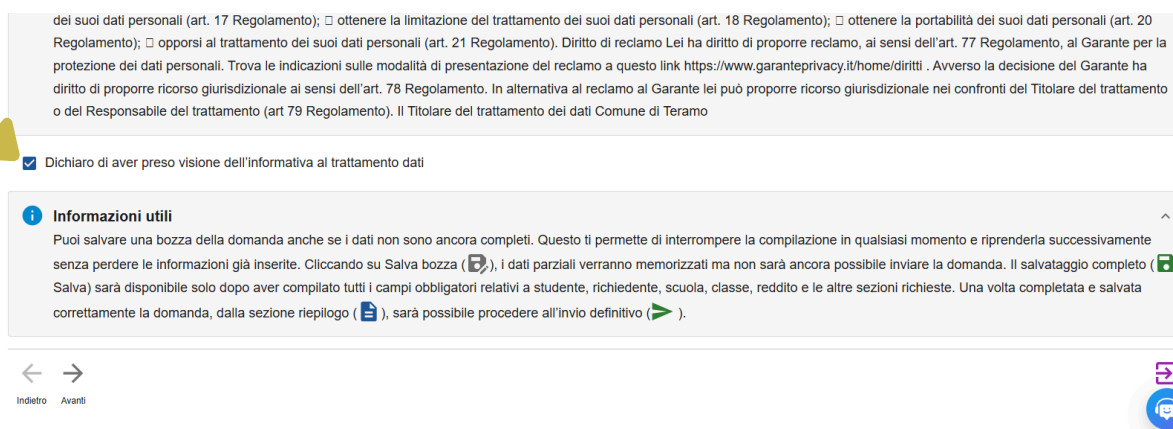 dei suoi dati personali (art. 17 Regolamento); □ ottenere la limitazione del trattamento dei suoi dati personali (art. 18 Regolamento); □ ottenere la portabilità dei suoi dati personali (art. 20
Regolamento); □ opporsi al trattamento dei suoi dati personali (art. 21 Regolamento). Diritto di reclamo Lei ha diritto di proporre reclamo, ai sensi dell'art. 77 Regolamento, al Garante per la
protezione dei dati personali. Trova le indicazioni sulle modalità di presentazione del reclamo a questo link https://www.garanteprivacy.it/home/diritti . Avverso la decisione del Garante ha
diritto di proporre ricorso giurisdizionale ai sensi dell'art. 78 Regolamento. In alternativa al reclamo al Garante lei può proporre ricorso giurisdizionale nei confronti del Titolare del trattamento
o del Responsabile del trattamento (art 79 Regolamento). Il Titolare del trattamento dei dati Comune di Teramo
Dichiaro di aver preso visione dell'informativa al trattamento dati
Informazioni utili
Puoi salvare una bozza della domanda anche se i dati non sono ancora completi. Questo ti permette di interrompere la compilazione in qualsiasi momento e riprenderla successivamente
senza perdere le informazioni già inserite. Cliccando su Salva bozza ( ), i dati parziali verranno memorizzati ma non sarà ancora possibile inviare la domanda. Il salvataggio completo (
Salva) sarà disponibile solo dopo aver compilato tutti i campi obbligatori relativi a studente, richiedente, scuola, classe, reddito e le altre sezioni richieste. Una volta completata e salvata
correttamente la domanda, dalla sezione riepilogo ( ), sarà possibile procedere all'invio definitivo ( ).
Indietro Avanti